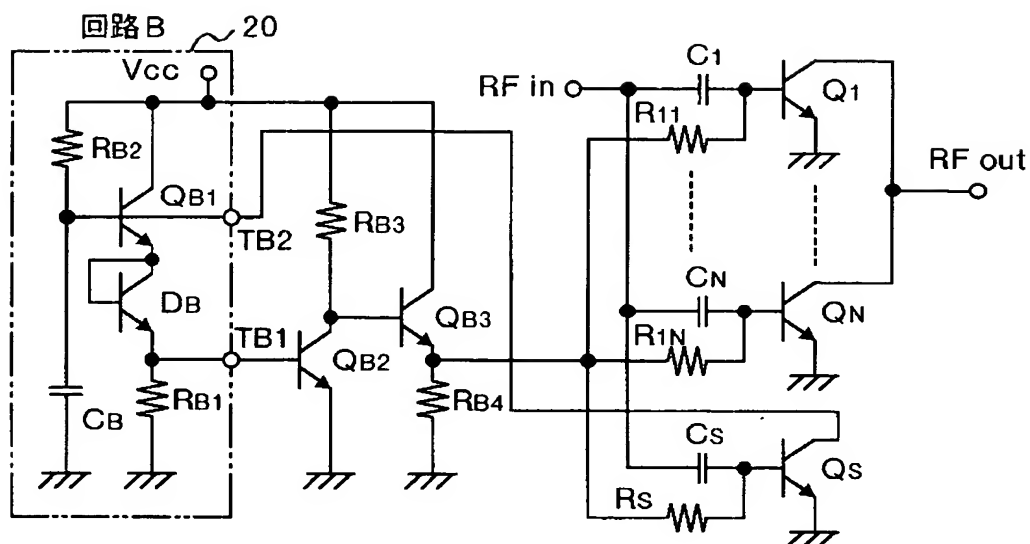 回路B
20
Vcc
RB2
QB1
TB2
DB
TB1
CB
RB1
RB3
QB3
QB2
RB4
RF in
C1
Q1
R11
RF out
CN
QN
R1N
CS
QS
RS